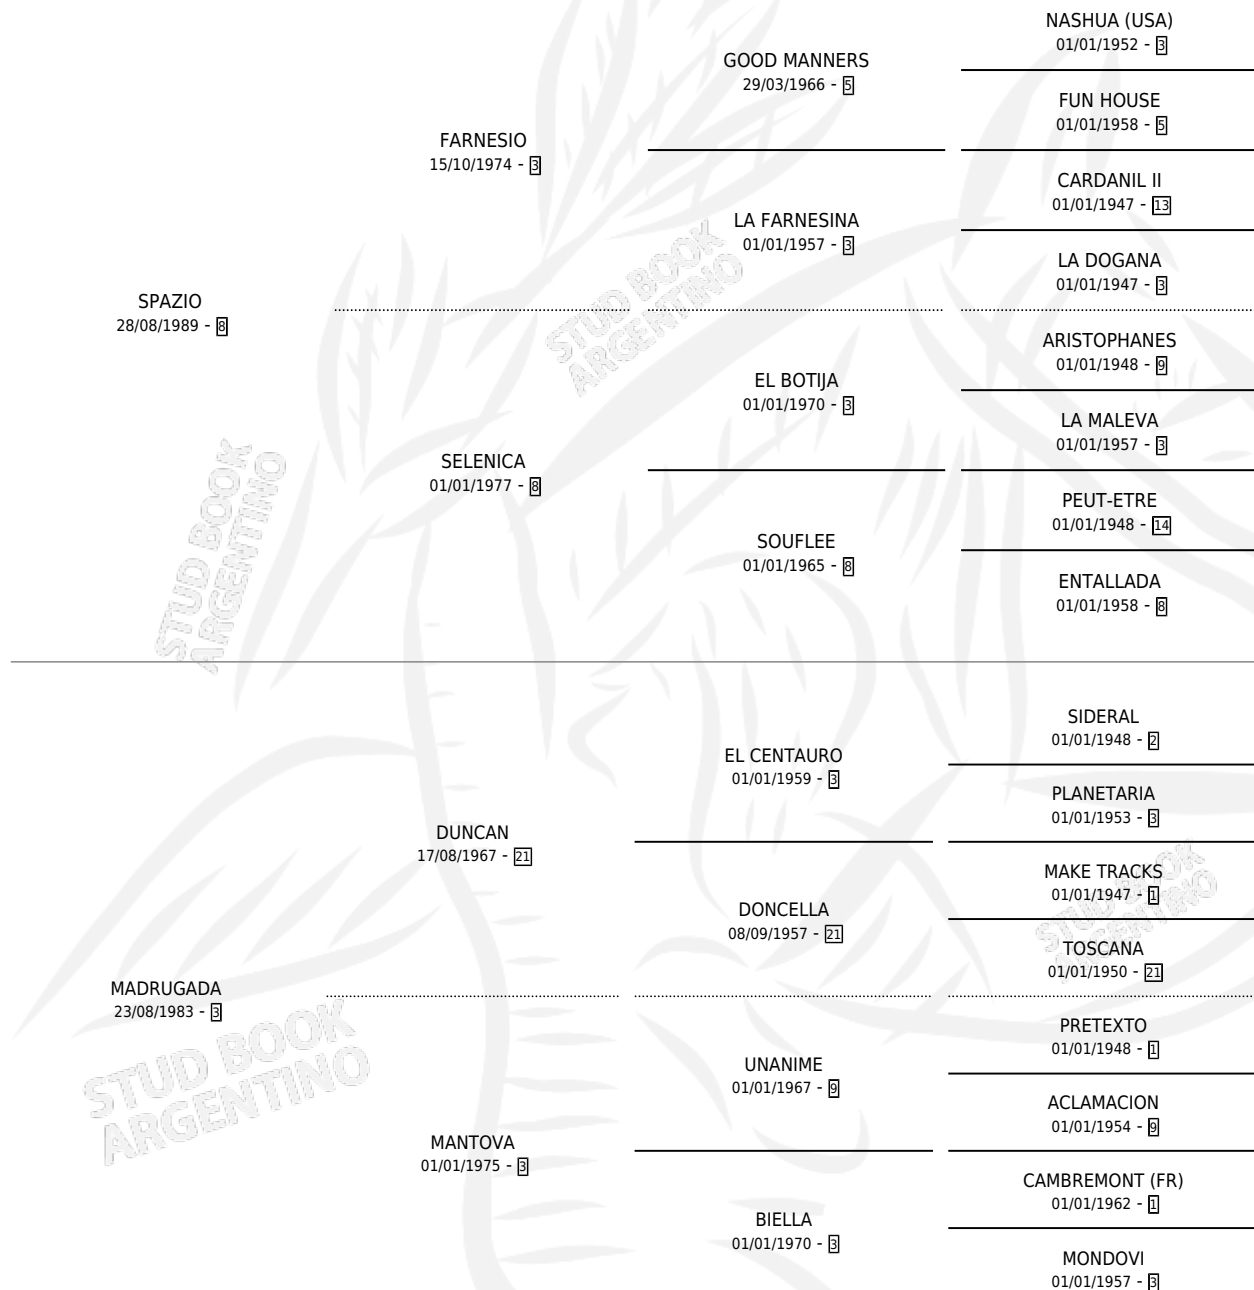 NASHUA (USA)
01/01/1952 - 3
GOOD MANNERS
29/03/1966 - 5
FUN HOUSE
01/01/1958 - 5
FARNESIO
15/10/1974 - 3
CARDANIL II
01/01/1947 - 13
LA FARNESINA
01/01/1957 - 3
LA DOGANA
01/01/1947 - 3
SPAZIO
28/08/1989 - 8
ARISTOPHANES
01/01/1948 - 9
EL BOTIJA
01/01/1970 - 3
LA MALEVA
01/01/1957 - 3
SELENICA
01/01/1977 - 8
PEUT-ETRE
01/01/1948 - 14
SOUFLEE
01/01/1965 - 8
ENTALLADA
01/01/1958 - 8
STUD BOOK
ARGENTINO
STUD BOOK
ARGENTINO
SIDERAL
01/01/1948 - 2
EL CENTAURO
01/01/1959 - 3
PLANETARIA
01/01/1953 - 3
DUNCAN
17/08/1967 - 21
MAKE TRACKS
01/01/1947 - 1
DONCELLA
08/09/1957 - 21
TOSCANA
01/01/1950 - 21
STUD BOOK
ARGENTINO
MADRUGADA
23/08/1983 - 3
PRETEXTO
01/01/1948 - 1
UNANIME
01/01/1967 - 9
ACLAMACION
01/01/1954 - 9
MANTOVA
01/01/1975 - 3
CAMBREMONT (FR)
01/01/1962 - 1
BIELLA
01/01/1970 - 3
MONDOVI
01/01/1957 - 3
STUD BOOK
ARGENTINO